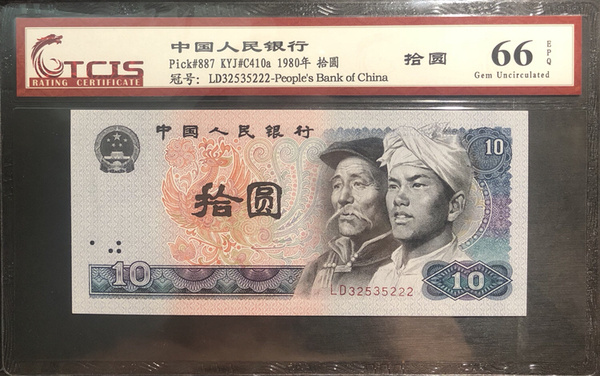 TCIS
RATING CERTIFICATE
中国人民银行
Pick#887 KYJ#C410a 1980年 拾圆
冠号: LD32535222-People's Bank of China
拾圆
66
EPQ
Gem Uncirculated
中国人民银行
10
拾圆
10
LD32535222
10